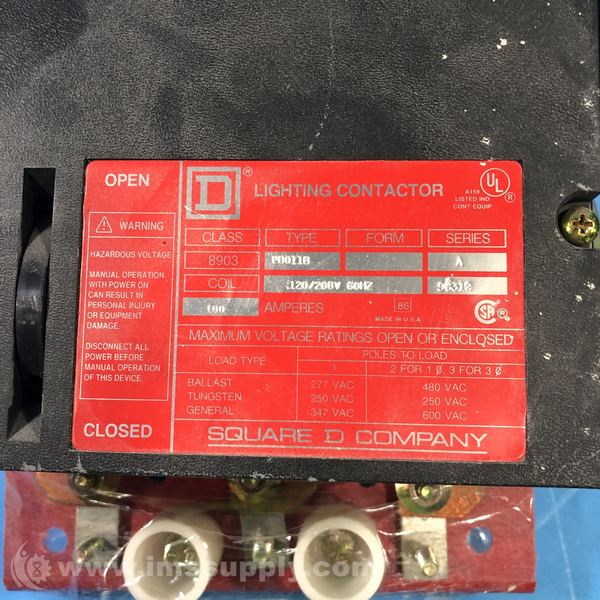 OPEN
D ® LIGHTING CONTACTOR
A159
LISTED IND
CONT. EQUIP
UL ®
WARNING
HAZARDOUS VOLTAGE
MANUAL OPERATION
WITH POWER ON
CAN RESULT IN
PERSONAL INJURY
OR EQUIPMENT
DAMAGE.
DISCONNECT ALL
POWER BEFORE
MANUAL OPERATION
OF THIS DEVICE.
CLOSED
CLASS TYPE FORM SERIES
8903 A
COIL 120/208V 60HZ
100 AMPERES 86 SA ®
MADE IN U.S.A.
MAXIMUM VOLTAGE RATINGS OPEN OR ENCLOSED
LOAD TYPE POLES TO LOAD
1 2 FOR 1 Ø, 3 FOR 3 Ø
BALLAST 277 VAC 480 VAC
TUNGSTEN 250 VAC 250 VAC
GENERAL 347 VAC 600 VAC
SQUARE D COMPANY
© www.imssupply.com